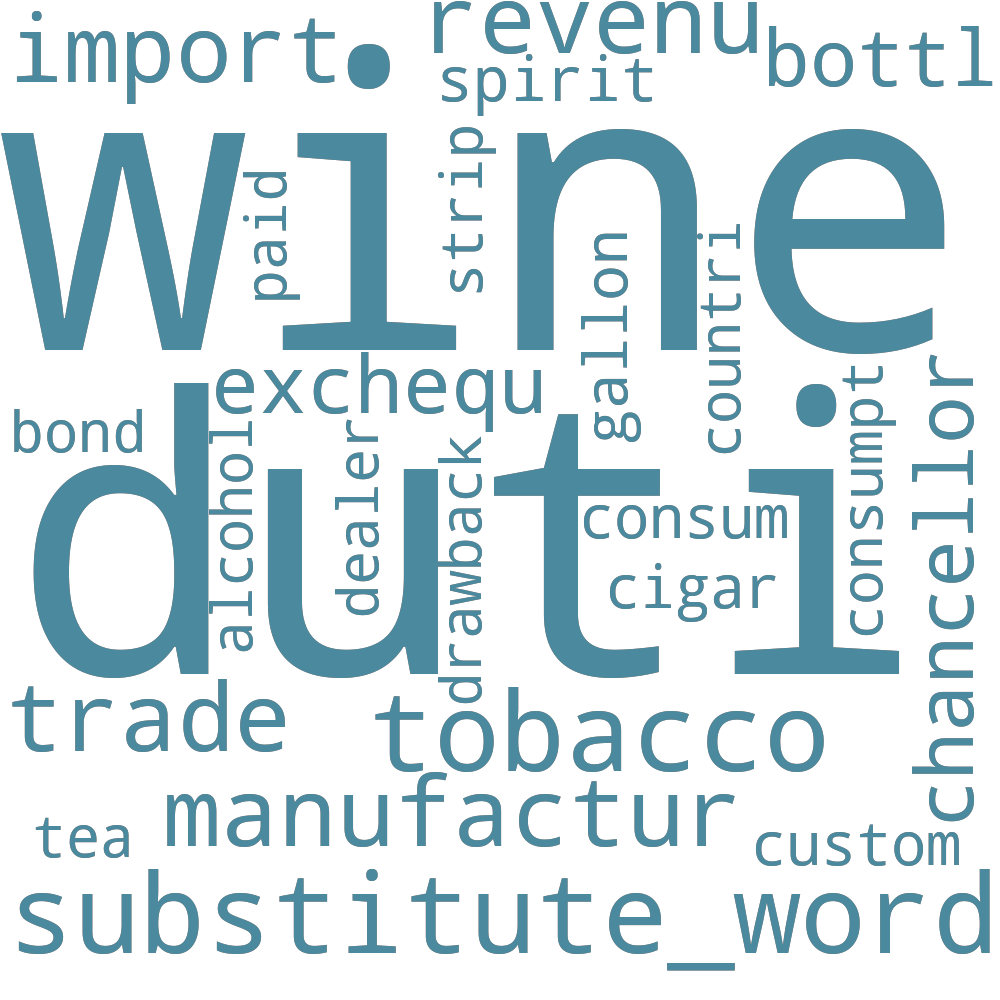 revenu
import
bottl
spirit
wine
strip
paid
gallon
countri
exchequ
duti
bond
alcohol
dealer
drawback
consum
cigar
consumpt
chancellor
trade
tobacco
manufactur
tea
custom
substitute_word